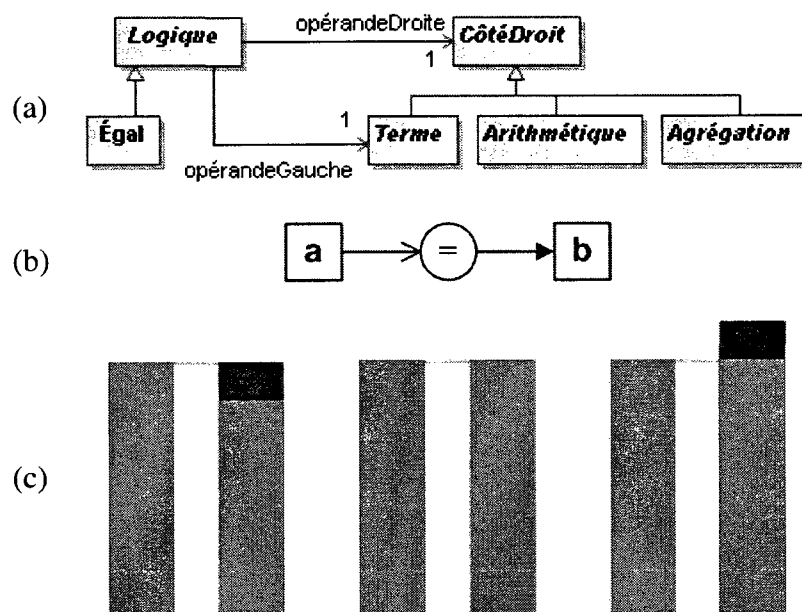 Logique
opérandeDroite
1
CôtéDroit
(a)
Égal
1
opérandeGauche
Terme
Arithmétique
Agrégation
(b)
a
=
b
(c)